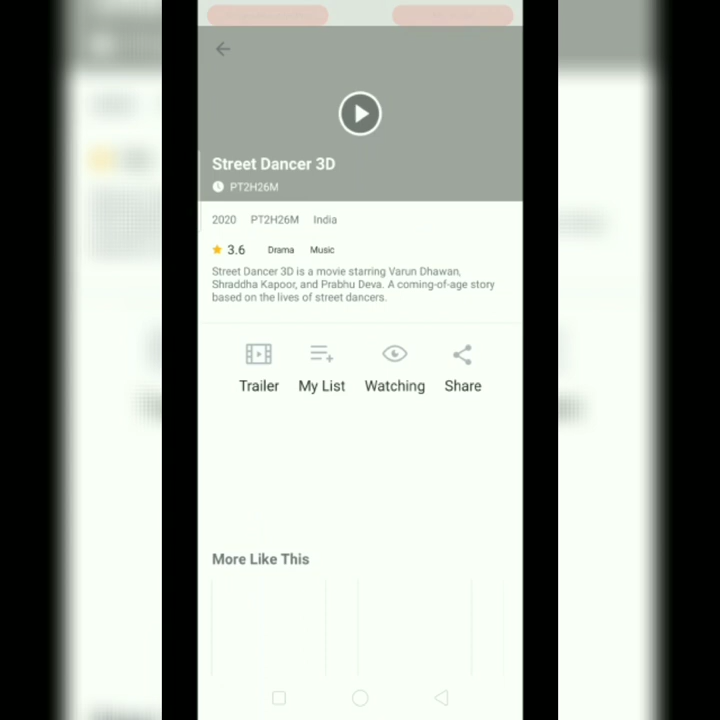 Street Dancer 3D
PT2H26M
2020 PT2H26M India
3.6 Drama Music
Street Dancer 3D is a movie starring Varun Dhawan,
Shraddha Kapoor, and Prabhu Deva. A coming-of-age story
based on the lives of street dancers.
Trailer My List Watching Share
More Like This